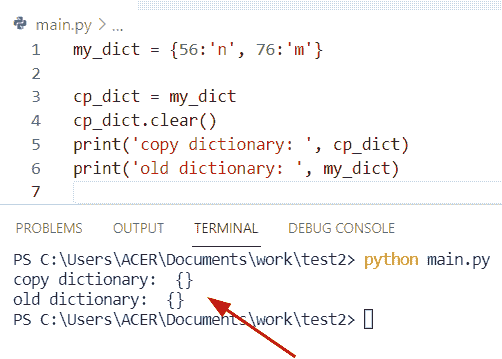 main.py > ...
1 my_dict = {56:'n', 76:'m'}
2
3 cp_dict = my_dict
4 cp_dict.clear()
5 print('copy dictionary: ', cp_dict)
6 print('old dictionary: ', my_dict)
7
PROBLEMS OUTPUT TERMINAL DEBUG CONSOLE
PS C:\Users\ACER\Documents\work\test2> python main.py
copy dictionary:  {}
old dictionary:  {}
PS C:\Users\ACER\Documents\work\test2>